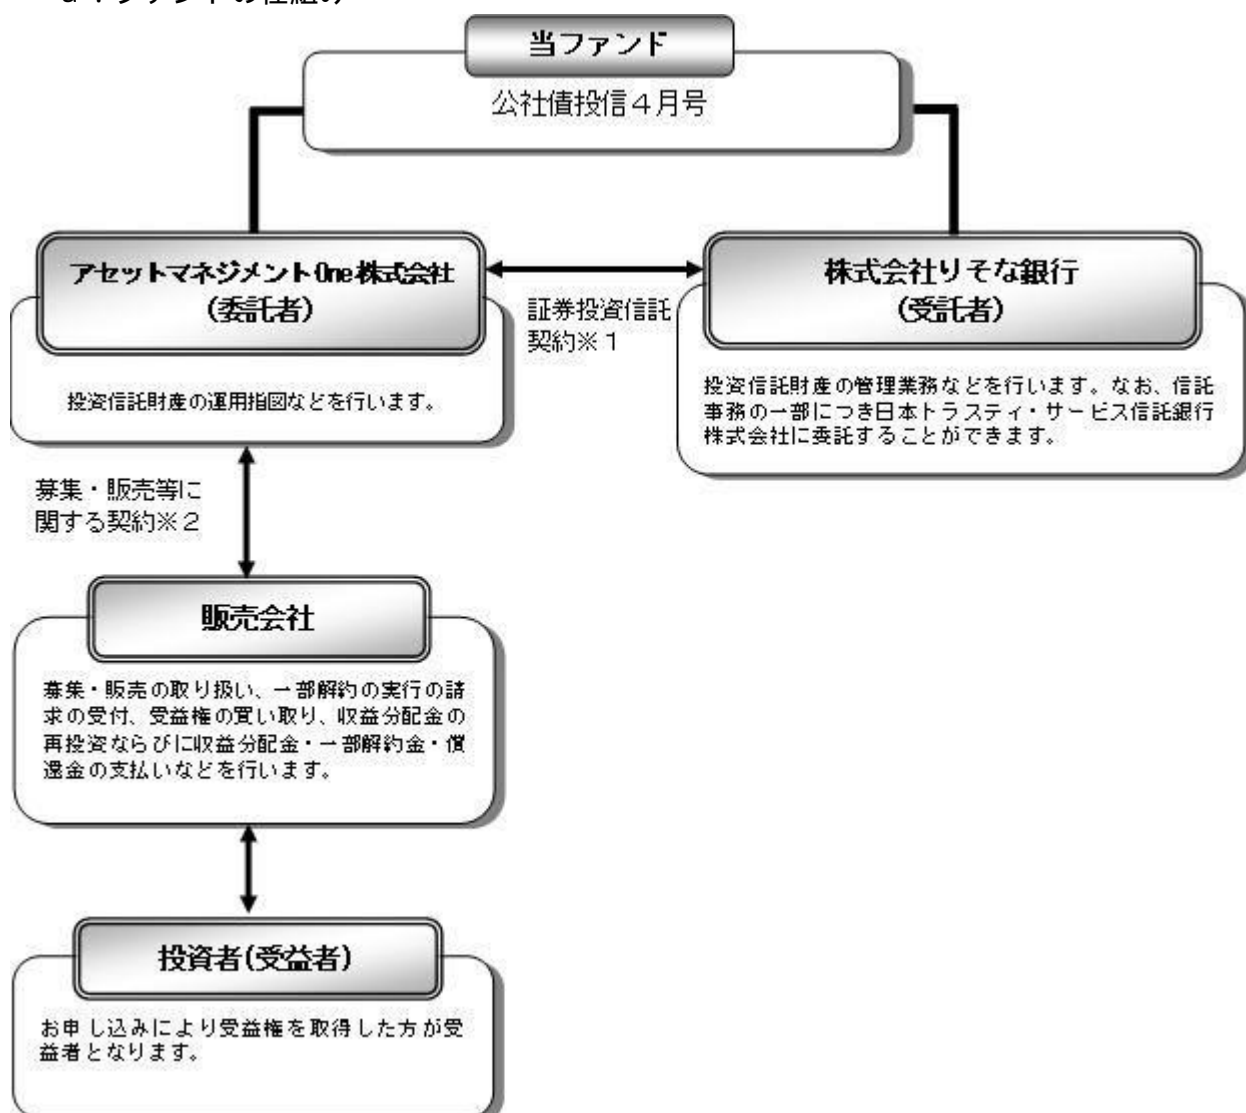 当ファンド
公社債投信4月号
アセットマネジメントOne株式会社
(委託者)
投資信託財産の運用指図などを行います。
証券投資信託
契約※1
株式会社りそな銀行
(受託者)
投資信託財産の管理業務などを行います。なお、信託
事務の一部につき日本トラスティ・サービス信託銀行
株式会社に委託することができます。
募集・販売等に
関する契約※2
販売会社
募集・販売の取り扱い、一部解約の実行の請
求の受付、受益権の買い取り、収益分配金の
再投資ならびに収益分配金・一部解約金・償
還金の支払いなどを行います。
投資者(受益者)
お申し込みにより受益権を取得した方が受
益者となります。